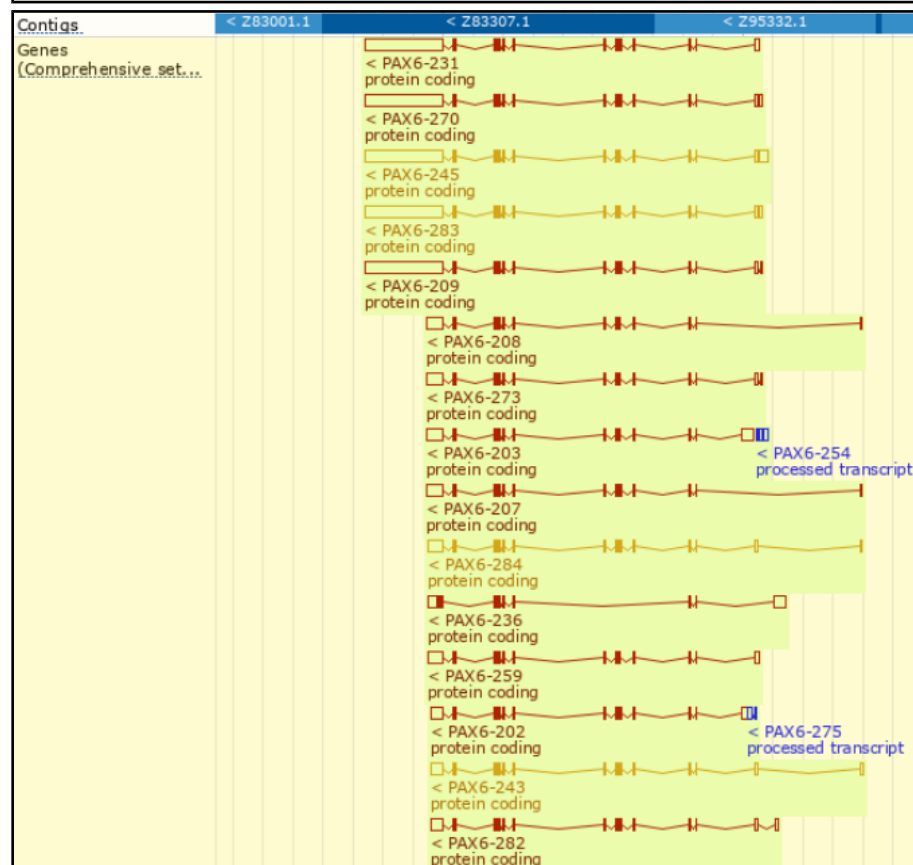 Contigs < Z83001.1 < Z83307.1 < Z95332.1
Genes
(Comprehensive set...
< PAX6-231
protein coding
< PAX6-270
protein coding
< PAX6-245
protein coding
< PAX6-283
protein coding
< PAX6-209
protein coding
< PAX6-208
protein coding
< PAX6-273
protein coding
< PAX6-203 < PAX6-254
protein coding processed transcript
< PAX6-207
protein coding
< PAX6-284
protein coding
< PAX6-236
protein coding
< PAX6-259
protein coding
< PAX6-202 < PAX6-275
protein coding processed transcript
< PAX6-243
protein coding
< PAX6-282
protein coding